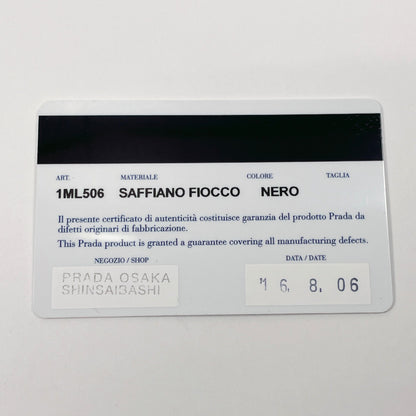 ART. MATERIALE COLORE TAGLIA
1ML506 SAFFIANO FIOCCO NERO
Il presente certificato di autenticità costituisce garanzia del prodotto Prada da
difetti originari di fabbricazione.
This Prada product is granted a guarantee covering all manufacturing defects.
NEGOZIO / SHOP DATA / DATE
PRADA OSAKA
SHINSAIBASHI
16. 8. 06